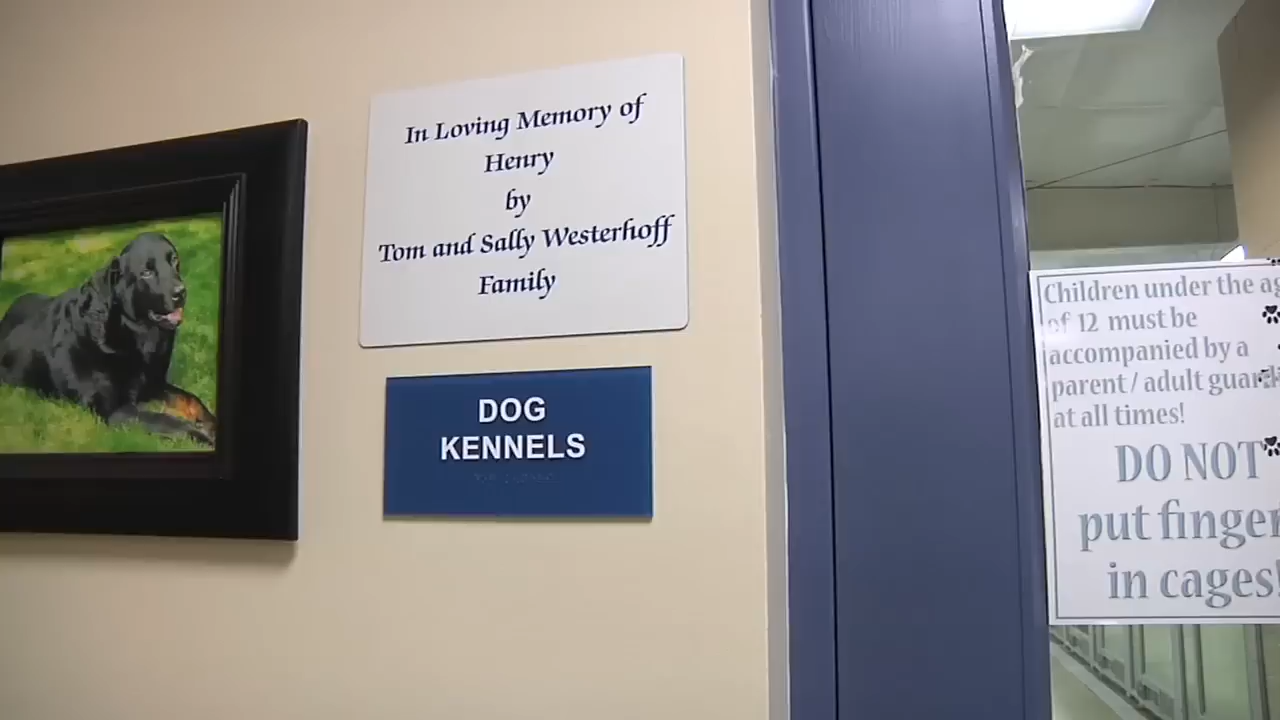 In Loving Memory of
Henry
by
Tom and Sally Westerhoff
Family
DOG
KENNELS
Children under the
of 12 must be
accompanied by a
parent / adult
at all times!
DO NOT
put
in cages!